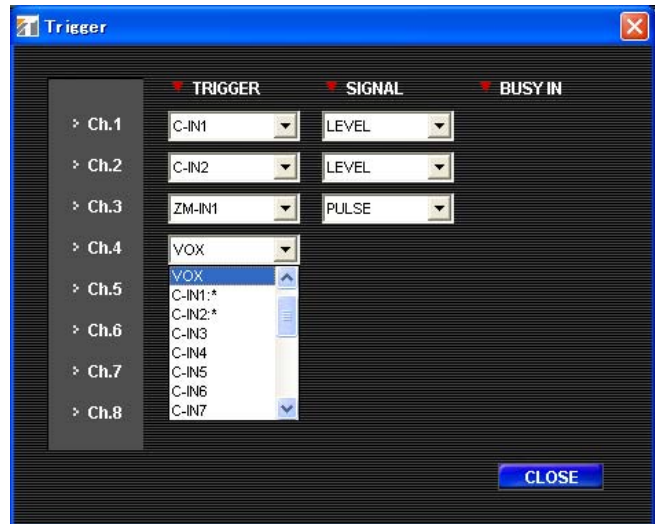 Trigger
TRIGGER SIGNAL BUSY IN
Ch.1 C-IN1 LEVEL
Ch.2 C-IN2 LEVEL
Ch.3 ZM-IN1 PULSE
Ch.4 VOX
VOX
Ch.5 C-IN1:*
C-IN2:*
Ch.6 C-IN3
C-IN4
Ch.7 C-IN5
C-IN6
Ch.8 C-IN7
CLOSE